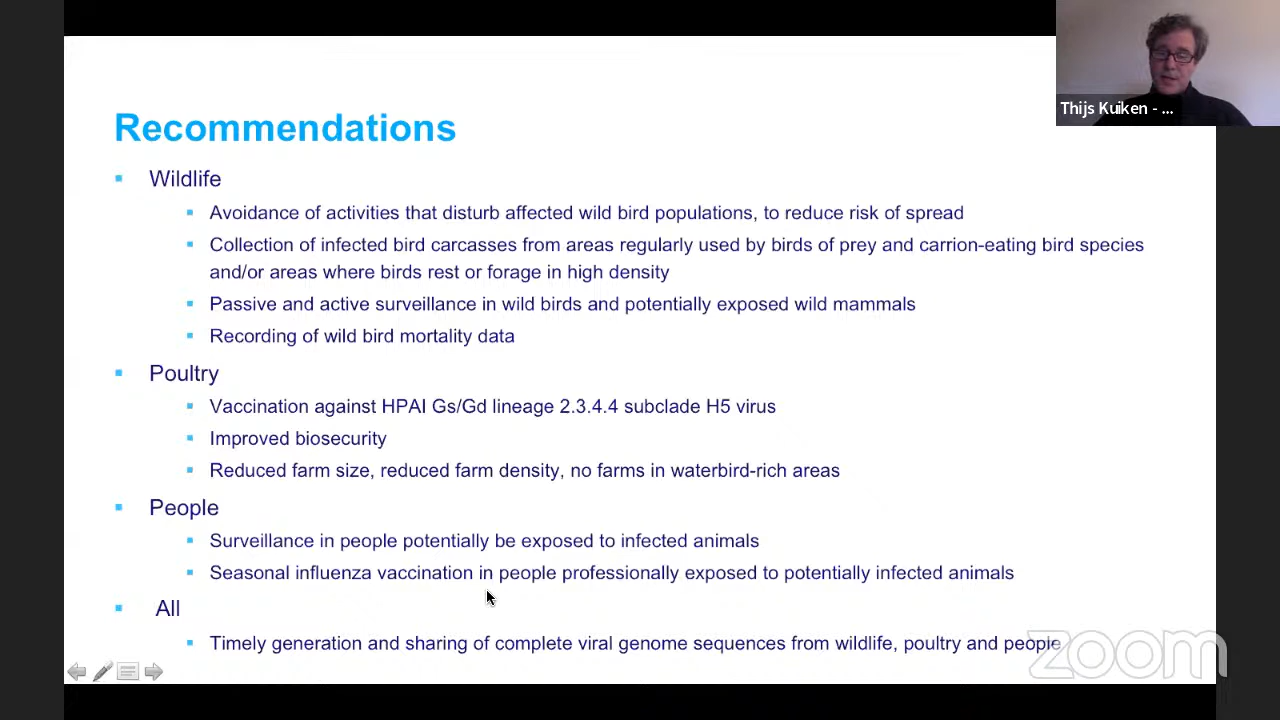 Thijs Kuiken - ...
Recommendations
Wildlife
Avoidance of activities that disturb affected wild bird populations, to reduce risk of spread
Collection of infected bird carcasses from areas regularly used by birds of prey and carrion-eating bird species
and/or areas where birds rest or forage in high density
Passive and active surveillance in wild birds and potentially exposed wild mammals
Recording of wild bird mortality data
Poultry
Vaccination against HPAI Gs/Gd lineage 2.3.4.4 subclade H5 virus
Improved biosecurity
Reduced farm size, reduced farm density, no farms in waterbird-rich areas
People
Surveillance in people potentially be exposed to infected animals
Seasonal influenza vaccination in people professionally exposed to potentially infected animals
All
Timely generation and sharing of complete viral genome sequences from wildlife, poultry and people
zoom